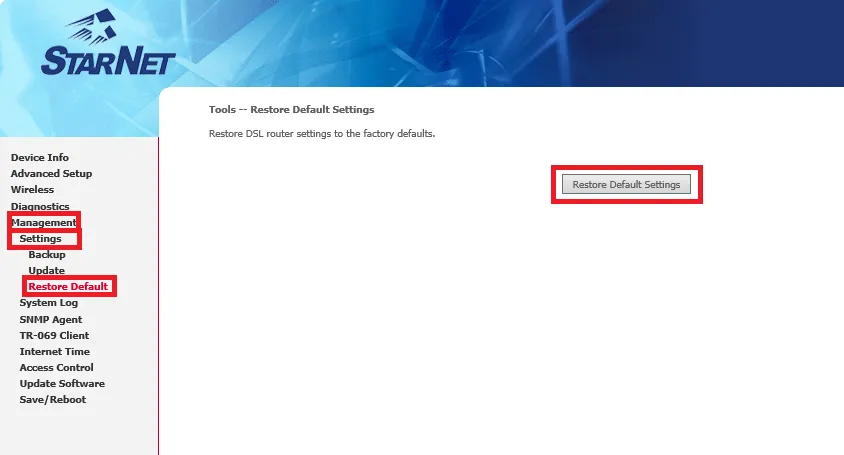 STARNET
Tools -- Restore Default Settings
Restore DSL router settings to the factory defaults.
Restore Default Settings
Device Info
Advanced Setup
Wireless
Diagnostics
Management
Settings
Backup
Update
Restore Default
System Log
SNMP Agent
TR-069 Client
Internet Time
Access Control
Update Software
Save/Reboot